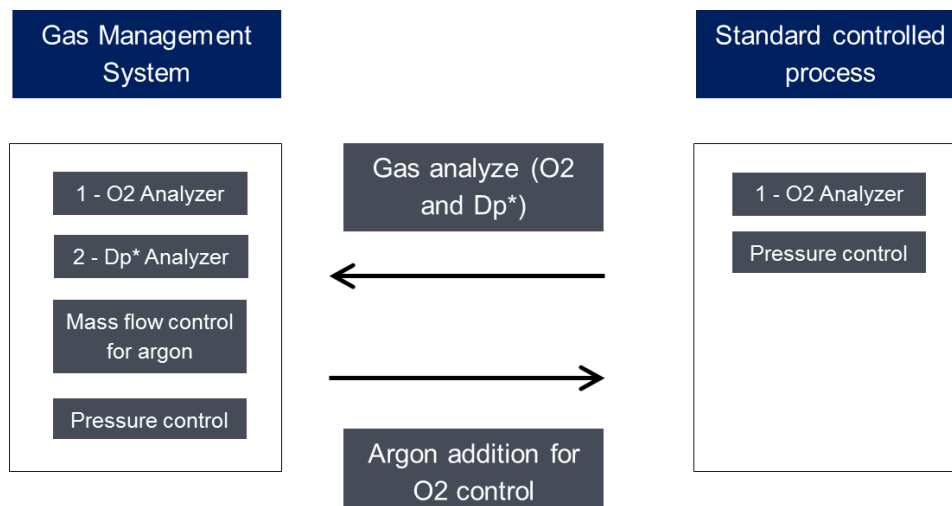 Gas Management
System
Standard controlled
process
1 - O2 Analyzer
2 - Dp* Analyzer
Mass flow control
for argon
Pressure control
Gas analyze (O2
and Dp*)
Argon addition for
O2 control
1 - O2 Analyzer
Pressure control